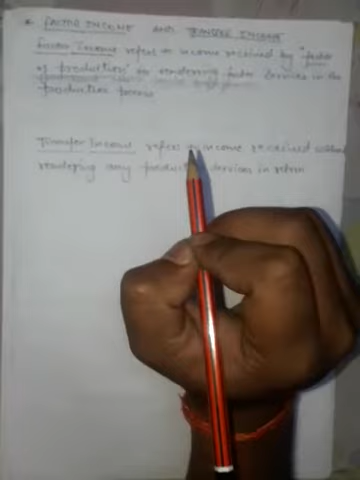 * FACTOR INCOME AND TRANSFER INCOME
Factor Income refers to income received by "factor
of production" for rendering factor services in the
production process
Transfer Income refers to income received without
rendering any productive services in return